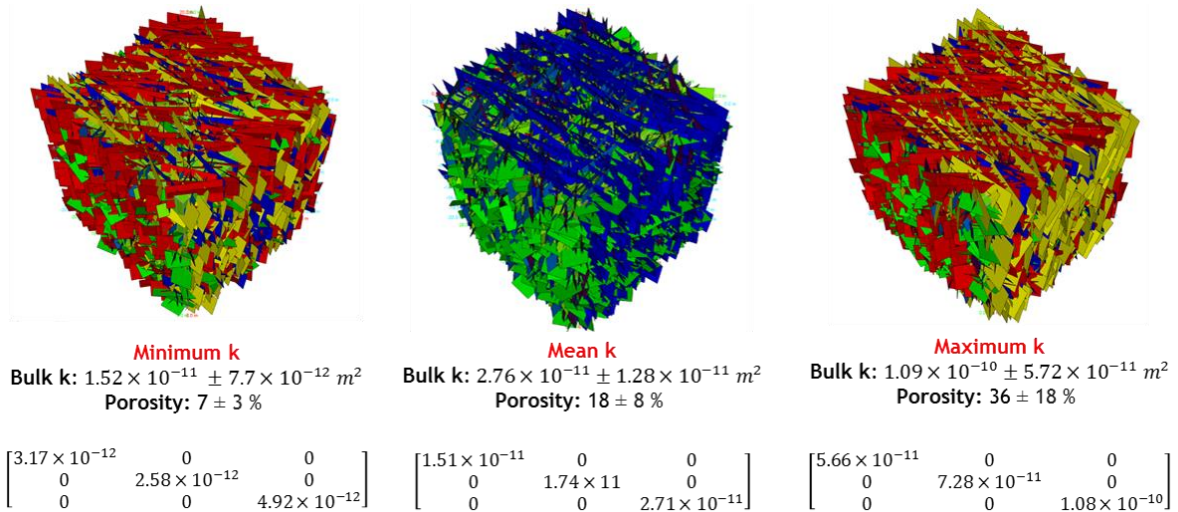 Minimum k
Bulk k: 1.52 × 10⁻¹¹ ± 7.7 × 10⁻¹² m²
Porosity: 7 ± 3 %
[3.17 × 10⁻¹² 0 0
0 2.58 × 10⁻¹² 0
0 0 4.92 × 10⁻¹²]
Mean k
Bulk k: 2.76 × 10⁻¹¹ ± 1.28 × 10⁻¹¹ m²
Porosity: 18 ± 8 %
[1.51 × 10⁻¹¹ 0 0
0 1.74 × 11 0
0 0 2.71 × 10⁻¹¹]
Maximum k
Bulk k: 1.09 × 10⁻¹⁰ ± 5.72 × 10⁻¹¹ m²
Porosity: 36 ± 18 %
[5.66 × 10⁻¹¹ 0 0
0 7.28 × 10⁻¹¹ 0
0 0 1.08 × 10⁻¹⁰]